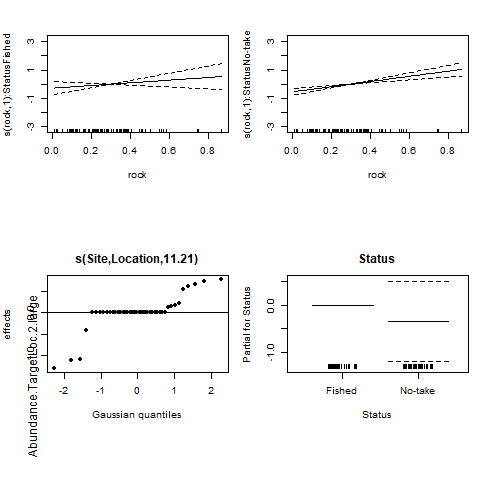 s(rock,1):StatusFished
3
1
-1
-3
0.0 0.2 0.4 0.6 0.8
rock
s(rock,1):StatusNo-take
3
1
-1
-3
0.0 0.2 0.4 0.6 0.8
rock
s(Site,Location,11.21)
effects
Abundance.TargetLoc.2.large
-2 -1 0 1 2
Gaussian quantiles
Status
Partial for Status
0.0
-1.0
Fished No-take
Status